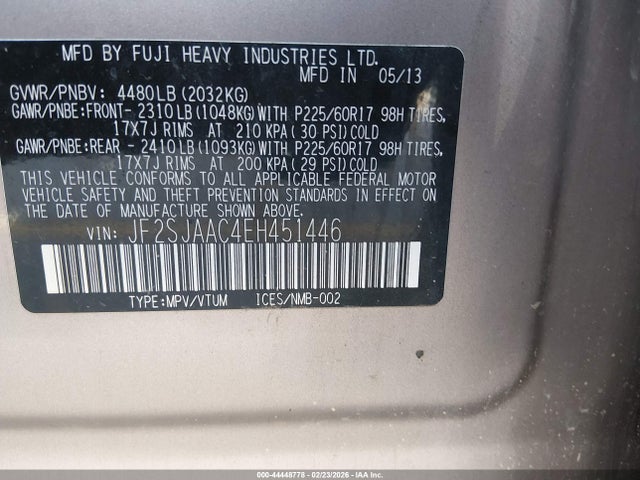 MFD BY FUJI HEAVY INDUSTRIES LTD.
MFD IN 05/13
GVWR/PNBV: 4480LB (2032KG)
GAWR/PNBE:FRONT- 2310LB (1048KG)WITH P225/60R17 98H TIRES,
17X7J RIMS AT 210 KPA ( 30 PSI) COLD
GAWR/PNBE:REAR - 2410LB (1093KG)WITH P225/60R17 98H TIRES,
17X7J RIMS AT 200 KPA ( 29 PSI) COLD
THIS VEHICLE CONFORMS TO ALL APPLICABLE FEDERAL MOTOR
VEHICLE SAFETY AND THEFT PREVENTION STANDARDS IN EFFECT ON
THE DATE OF MANUFACTURE SHOWN ABOVE.
VIN: JF2SJAAC4EH451446
TYPE:MPV/VTUM ICES/NMB-002
000-44448778 - 02/23/2026 - IAAI.COM